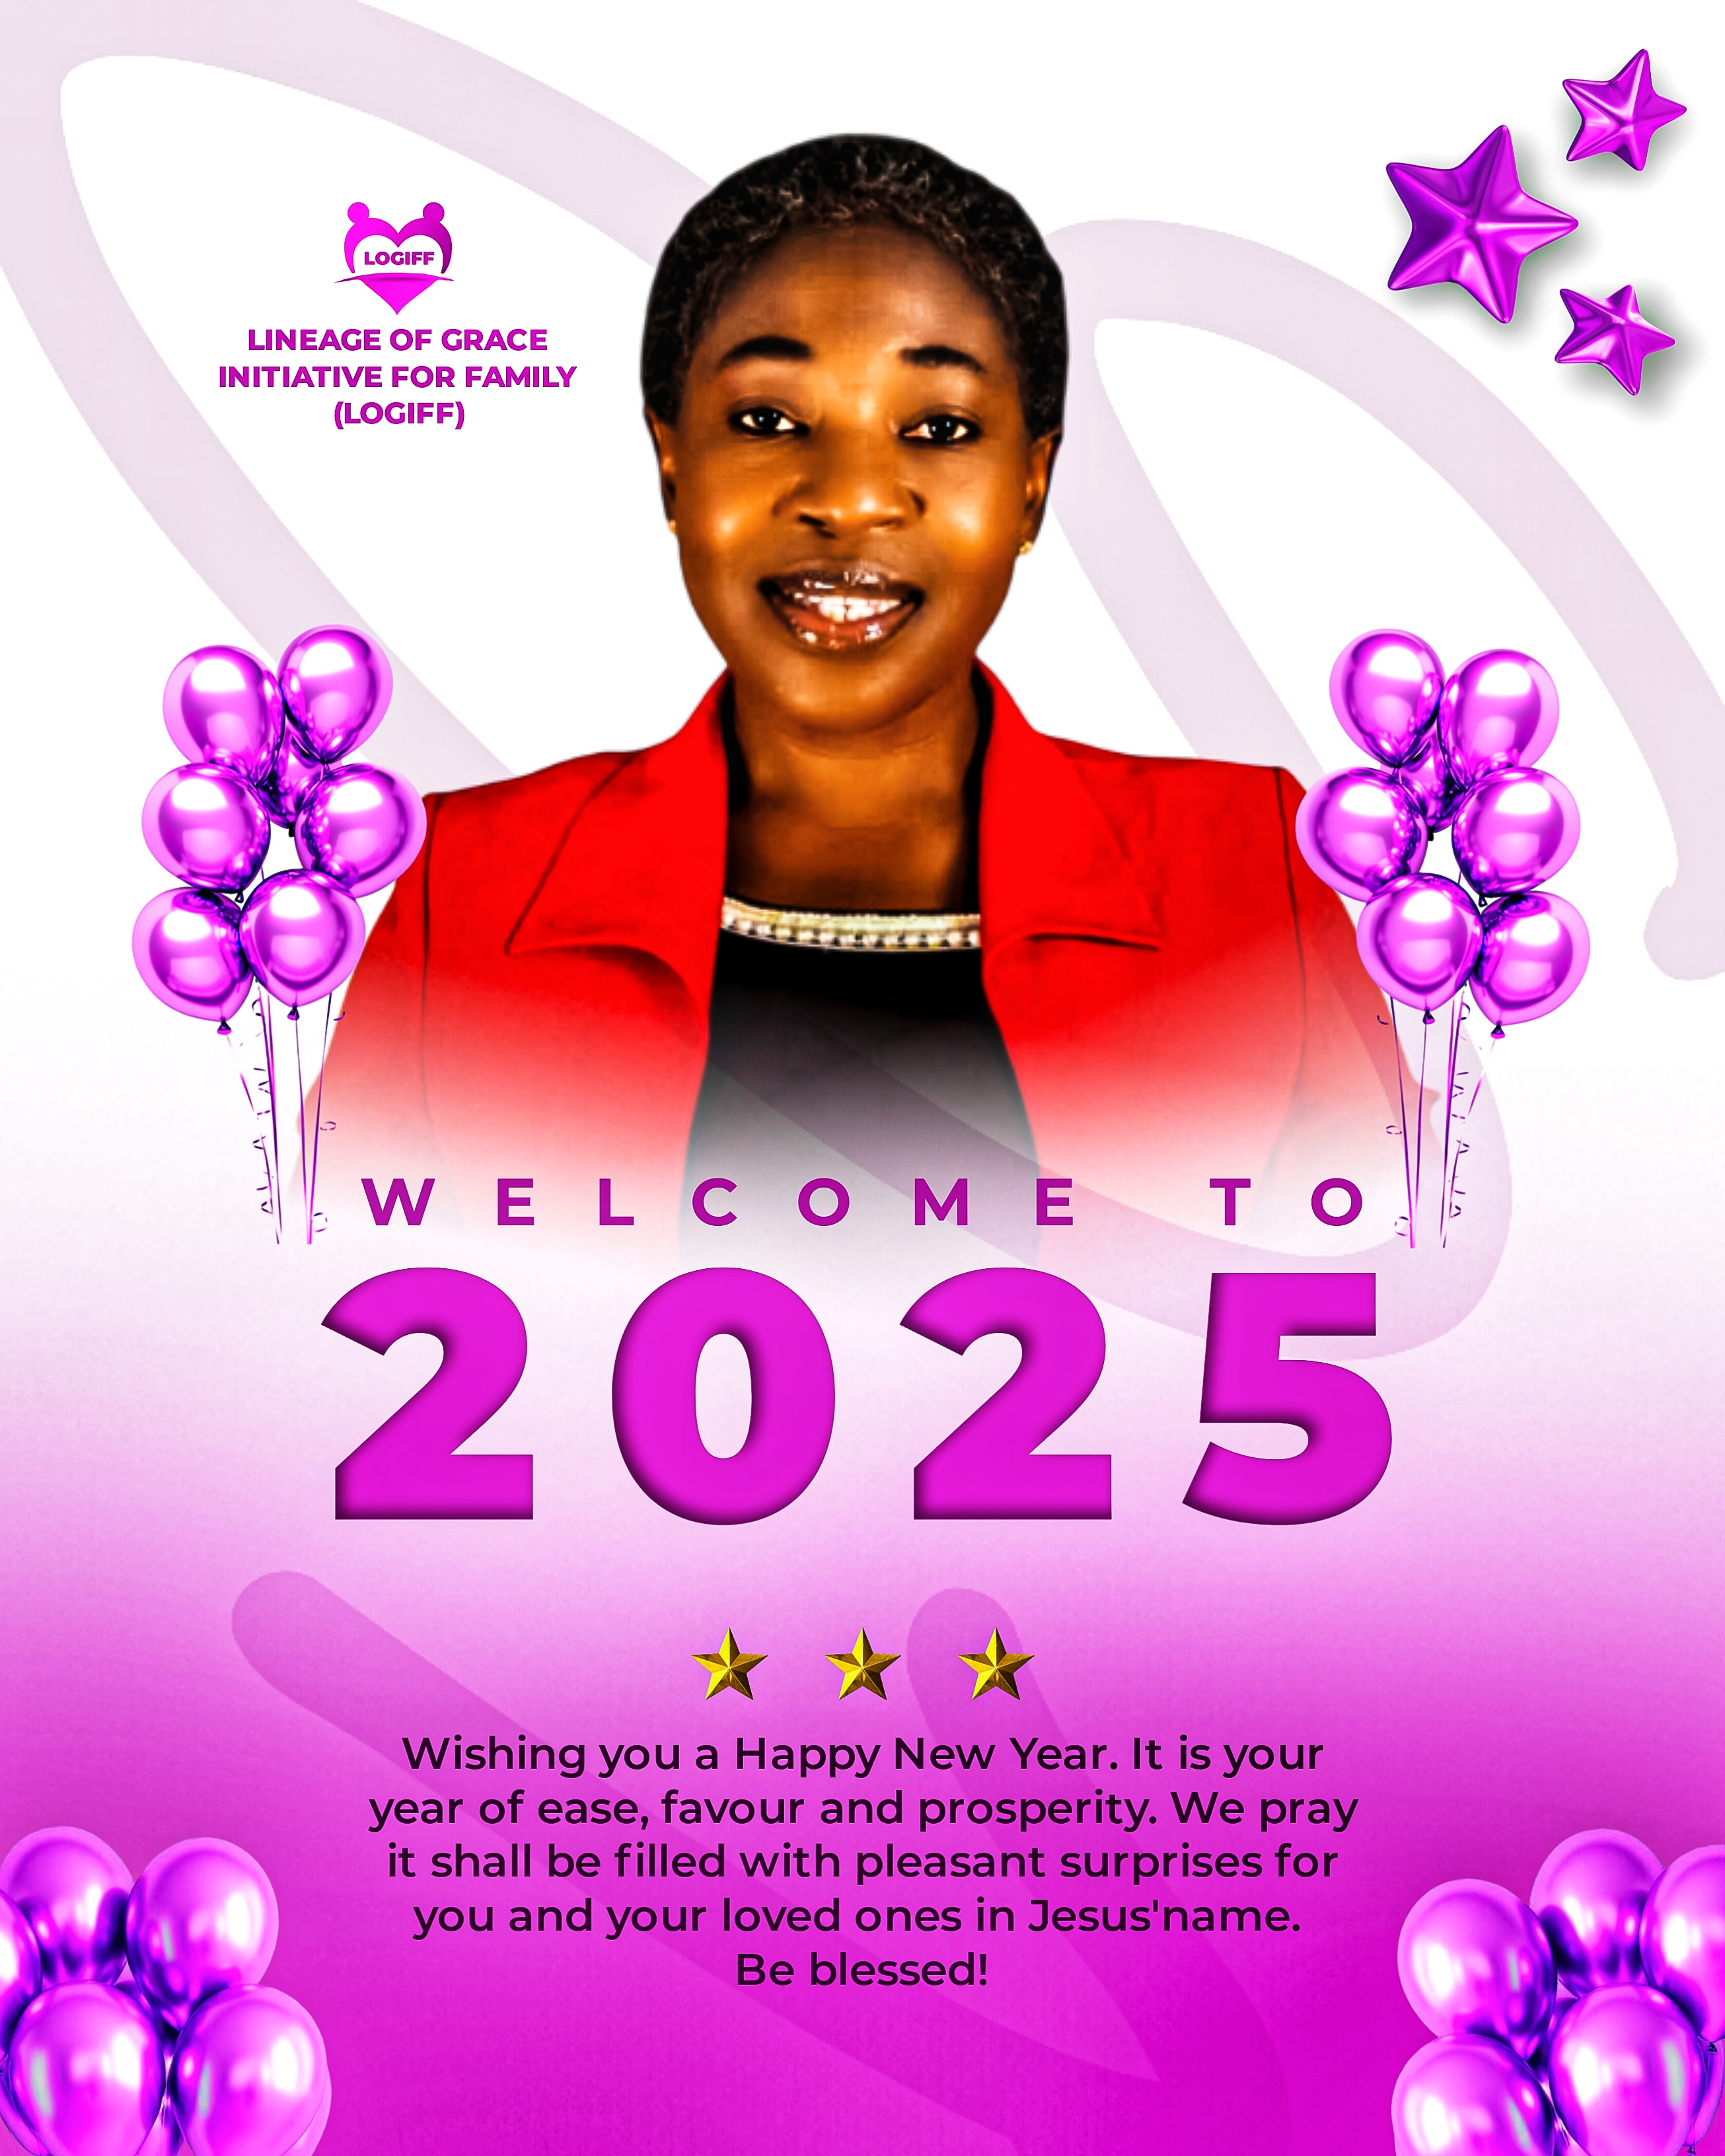 LOGIFF
LINEAGE OF GRACE
INITIATIVE FOR FAMILY
(LOGIFF)
WELCOME TO
2025
Wishing you a Happy New Year. It is your
year of ease, favour and prosperity. We pray
it shall be filled with pleasant surprises for
you and your loved ones in Jesus'name.
Be blessed!